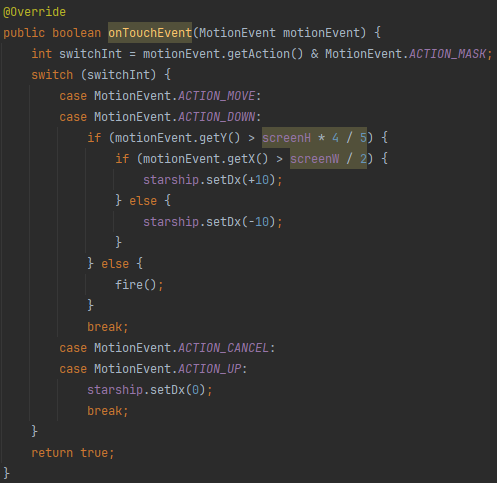 @Override
public boolean onTouchEvent(MotionEvent motionEvent) {
    int switchInt = motionEvent.getAction() & MotionEvent.ACTION_MASK;
    switch (switchInt) {
        case MotionEvent.ACTION_MOVE:
        case MotionEvent.ACTION_DOWN:
            if (motionEvent.getY() > screenH * 4 / 5) {
                if (motionEvent.getX() > screenW / 2) {
                    starship.setDx(+10);
                } else {
                    starship.setDx(-10);
                }
            } else {
                fire();
            }
            break;
        case MotionEvent.ACTION_CANCEL:
        case MotionEvent.ACTION_UP:
            starship.setDx(0);
            break;
    }
    return true;
}